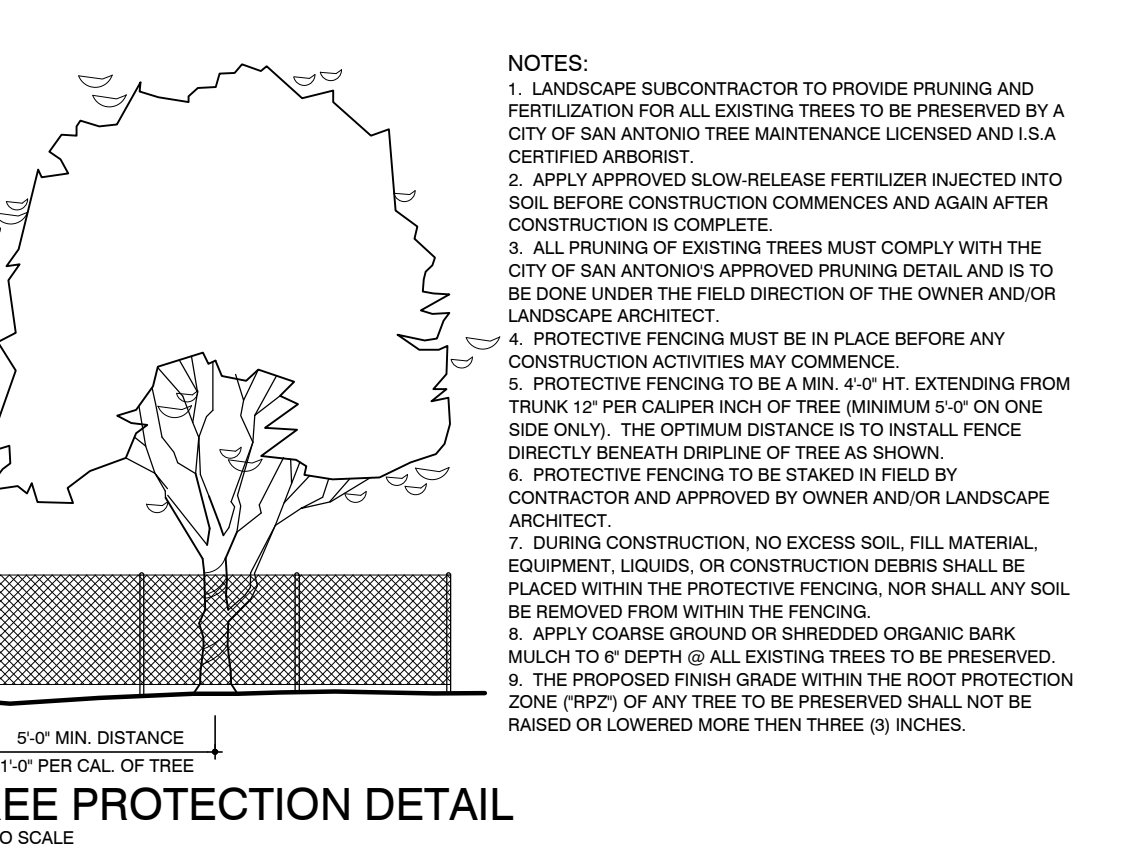 NOTES:
1. LANDSCAPE SUBCONTRACTOR TO PROVIDE PRUNING AND
FERTILIZATION FOR ALL EXISTING TREES TO BE PRESERVED BY A
CITY OF SAN ANTONIO TREE MAINTENANCE LICENSED AND I.S.A
CERTIFIED ARBORIST.
2. APPLY APPROVED SLOW-RELEASE FERTILIZER INJECTED INTO
SOIL BEFORE CONSTRUCTION COMMENCES AND AGAIN AFTER
CONSTRUCTION IS COMPLETE.
3. ALL PRUNING OF EXISTING TREES MUST COMPLY WITH THE
CITY OF SAN ANTONIO'S APPROVED PRUNING DETAIL AND IS TO
BE DONE UNDER THE FIELD DIRECTION OF THE OWNER AND/OR
LANDSCAPE ARCHITECT.
4. PROTECTIVE FENCING MUST BE IN PLACE BEFORE ANY
CONSTRUCTION ACTIVITIES MAY COMMENCE.
5. PROTECTIVE FENCING TO BE A MIN. 4'-0" HT. EXTENDING FROM
TRUNK 12" PER CALIPER INCH OF TREE (MINIMUM 5'-0" ON ONE
SIDE ONLY). THE OPTIMUM DISTANCE IS TO INSTALL FENCE
DIRECTLY BENEATH DRIPLINE OF TREE AS SHOWN.
6. PROTECTIVE FENCING TO BE STAKED IN FIELD BY
CONTRACTOR AND APPROVED BY OWNER AND/OR LANDSCAPE
ARCHITECT.
7. DURING CONSTRUCTION, NO EXCESS SOIL, FILL MATERIAL,
EQUIPMENT, LIQUIDS, OR CONSTRUCTION DEBRIS SHALL BE
PLACED WITHIN THE PROTECTIVE FENCING, NOR SHALL ANY SOIL
BE REMOVED FROM WITHIN THE FENCING.
8. APPLY COARSE GROUND OR SHREDDED ORGANIC BARK
MULCH TO 6" DEPTH @ ALL EXISTING TREES TO BE PRESERVED.
9. THE PROPOSED FINISH GRADE WITHIN THE ROOT PROTECTION
ZONE ("RPZ") OF ANY TREE TO BE PRESERVED SHALL NOT BE
RAISED OR LOWERED MORE THEN THREE (3) INCHES.
5'-0" MIN. DISTANCE
1'-0" PER CAL. OF TREE
EE PROTECTION DETAIL
O SCALE